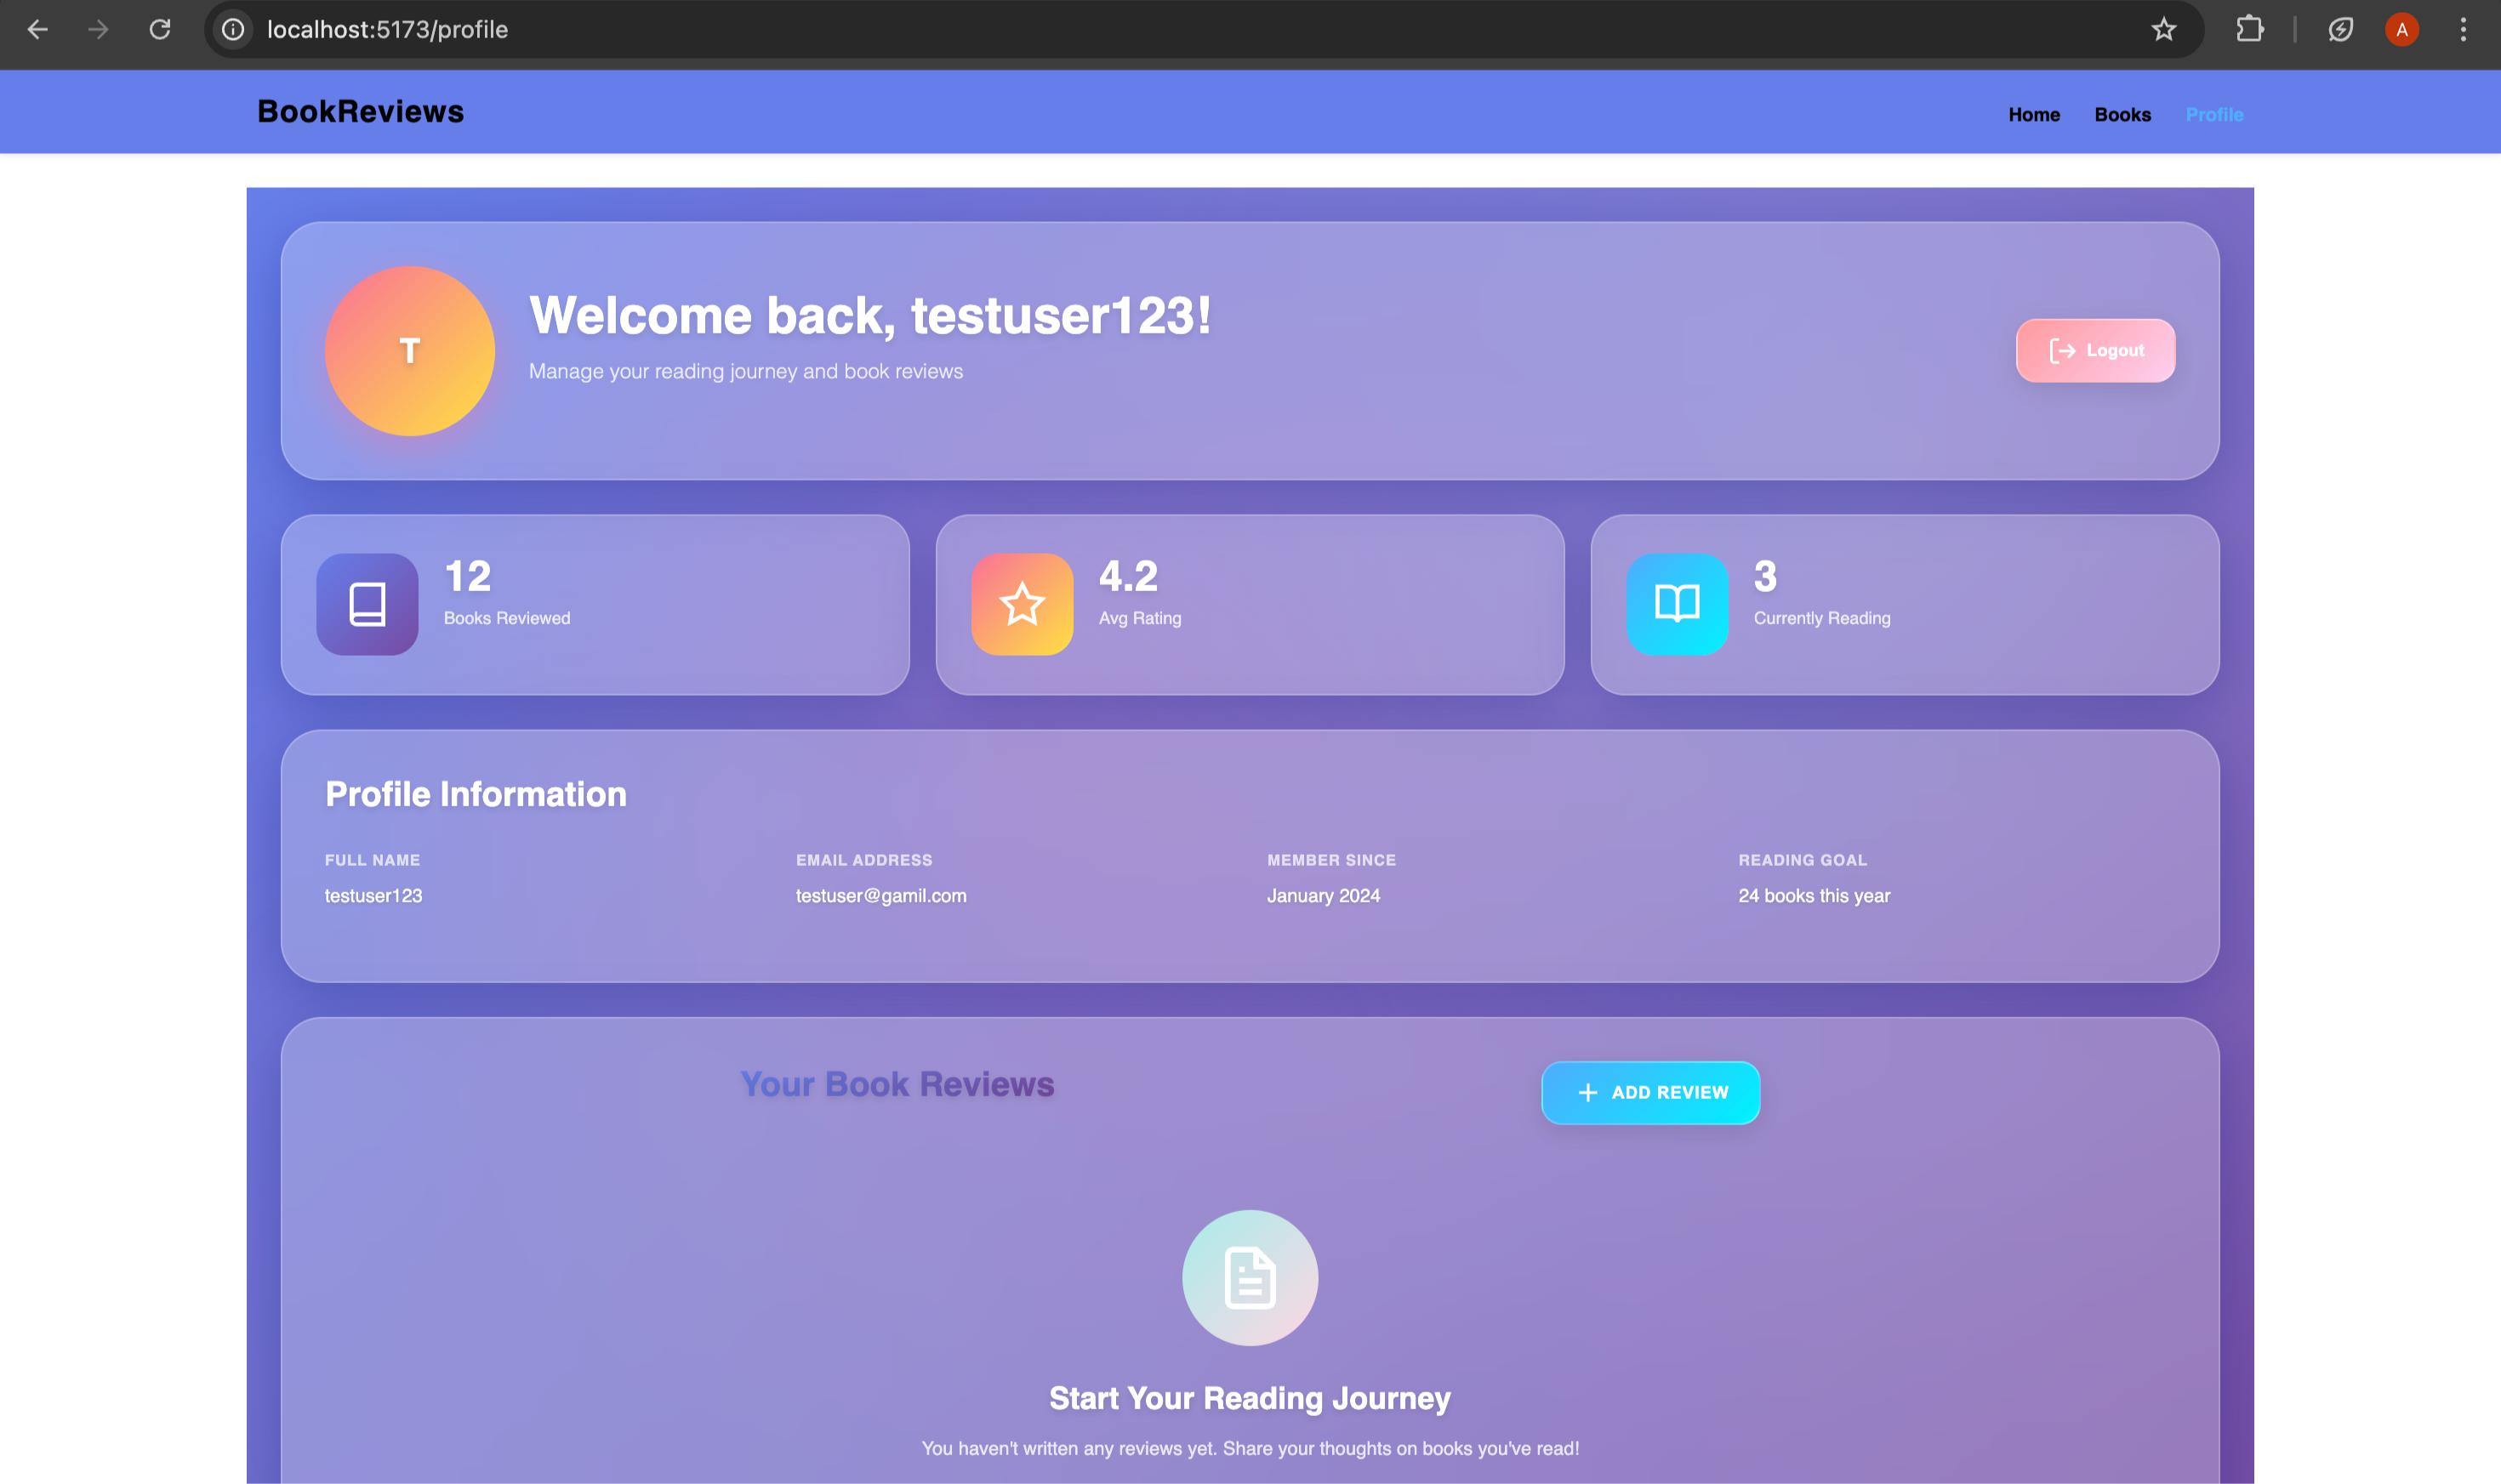 localhost:5173/profile
A
BookReviews
Home Books Profile
T
Welcome back, testuser123!
Manage your reading journey and book reviews
Logout
12
Books Reviewed
4.2
Avg Rating
3
Currently Reading
Profile Information
FULL NAME
testuser123
EMAIL ADDRESS
testuser@gamil.com
MEMBER SINCE
January 2024
READING GOAL
24 books this year
Your Book Reviews
ADD REVIEW
Start Your Reading Journey
You haven't written any reviews yet. Share your thoughts on books you've read!